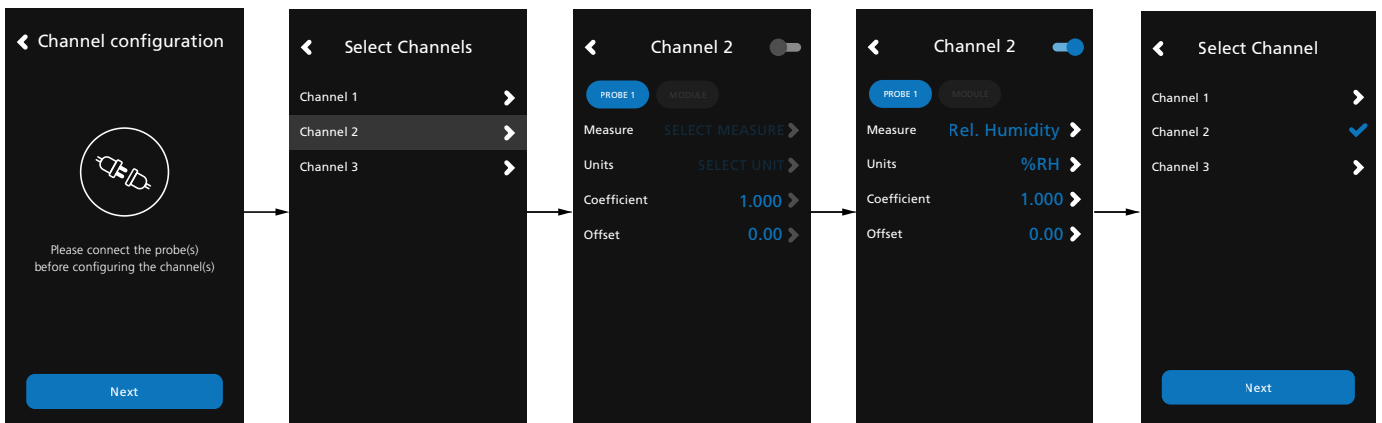 Channel configuration
Please connect the probe(s)
before configuring the channel(s)
Next
Select Channels
Channel 1
Channel 2
Channel 3
Channel 2
PROBE 1 MODULE
Measure SELECT MEASURE
Units SELECT UNIT
Coefficient 1.000
Offset 0.00
Channel 2
PROBE 1 MODULE
Measure Rel. Humidity
Units %RH
Coefficient 1.000
Offset 0.00
Select Channel
Channel 1
Channel 2
Channel 3
Next